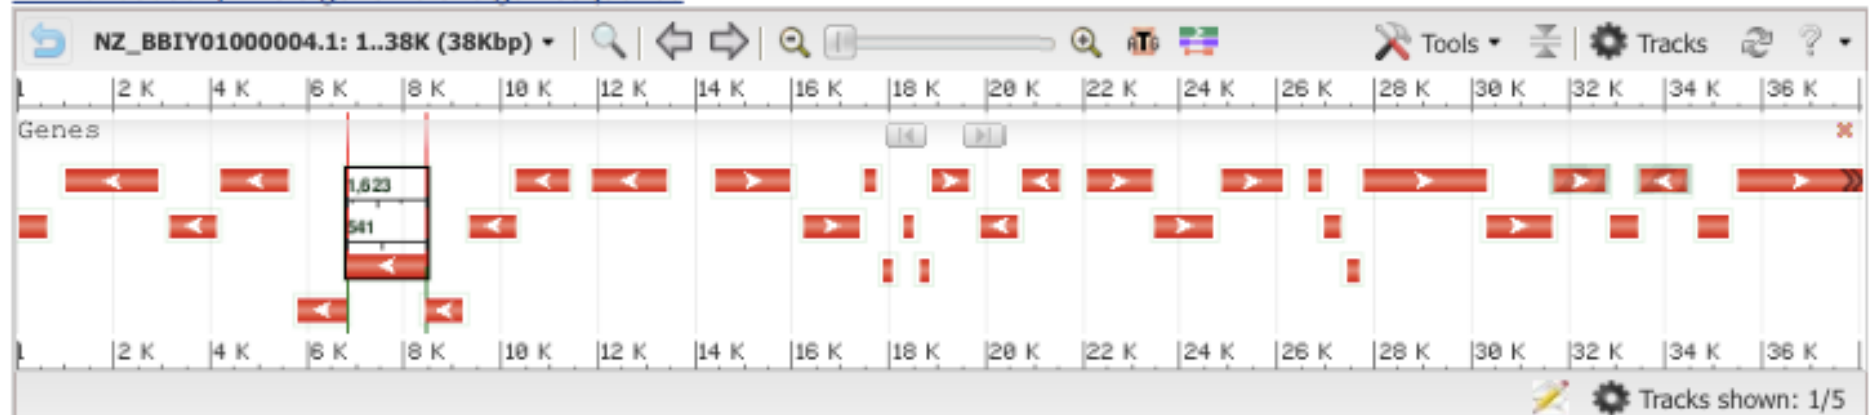 NZ_BBIY01000004.1: 1..38K (38Kbp) ATG Tools Tracks ?
1 2 K 4 K 6 K 8 K 10 K 12 K 14 K 16 K 18 K 20 K 22 K 24 K 26 K 28 K 30 K 32 K 34 K 36 K
Genes
1,623
541
1 2 K 4 K 6 K 8 K 10 K 12 K 14 K 16 K 18 K 20 K 22 K 24 K 26 K 28 K 30 K 32 K 34 K 36 K
Tracks shown: 1/5